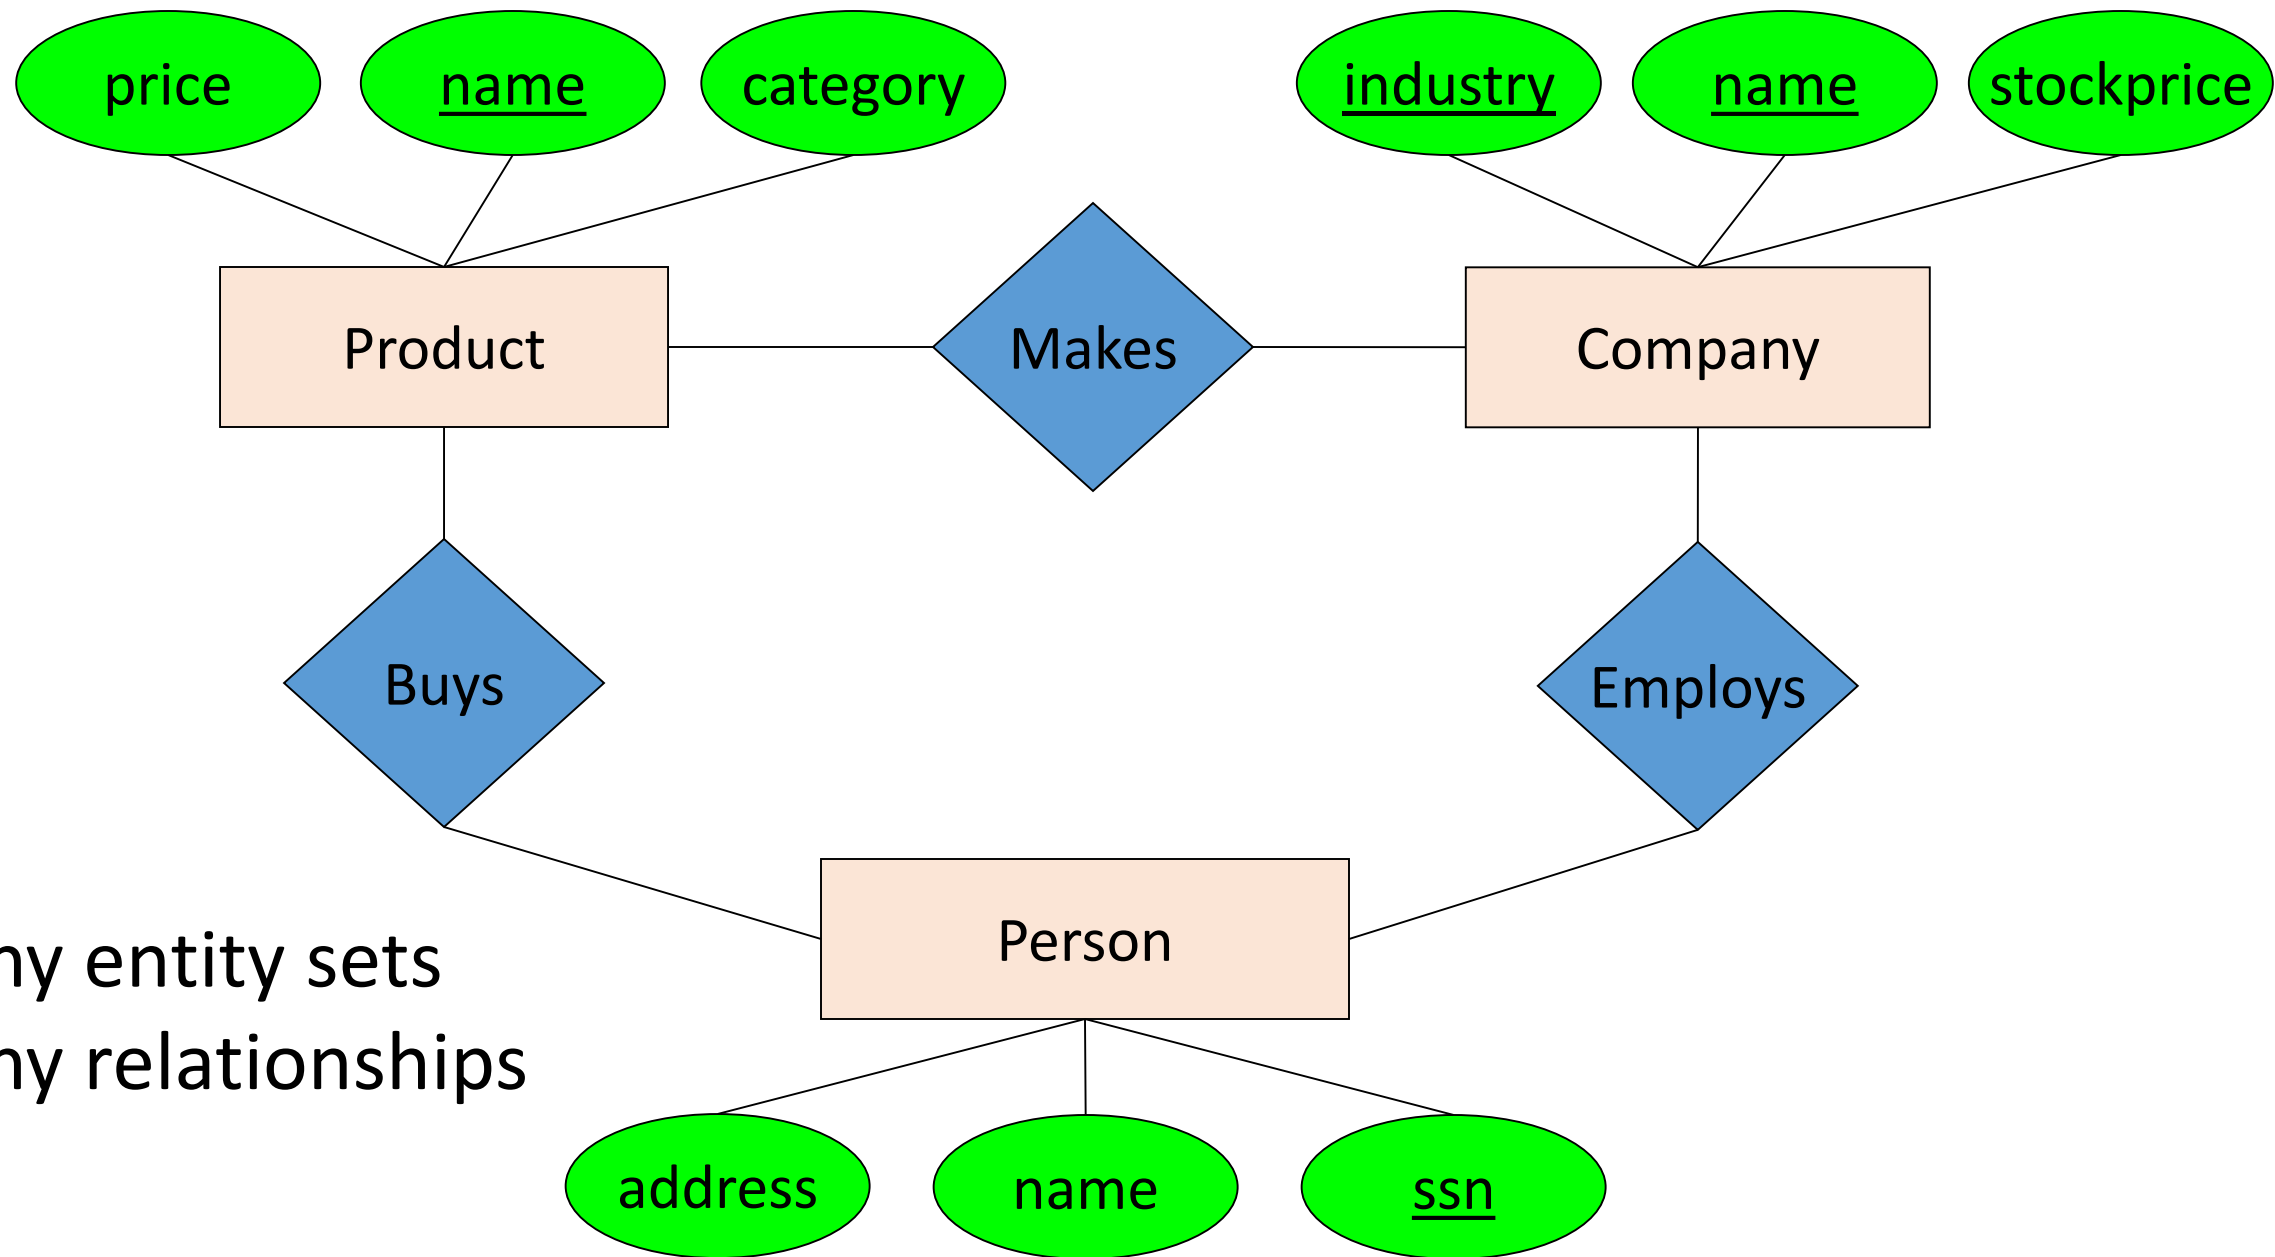 price
name
category
industry
name
stockprice
Product
Makes
Company
Buys
Employs
Person
ny entity sets
ny relationships
address
name
ssn